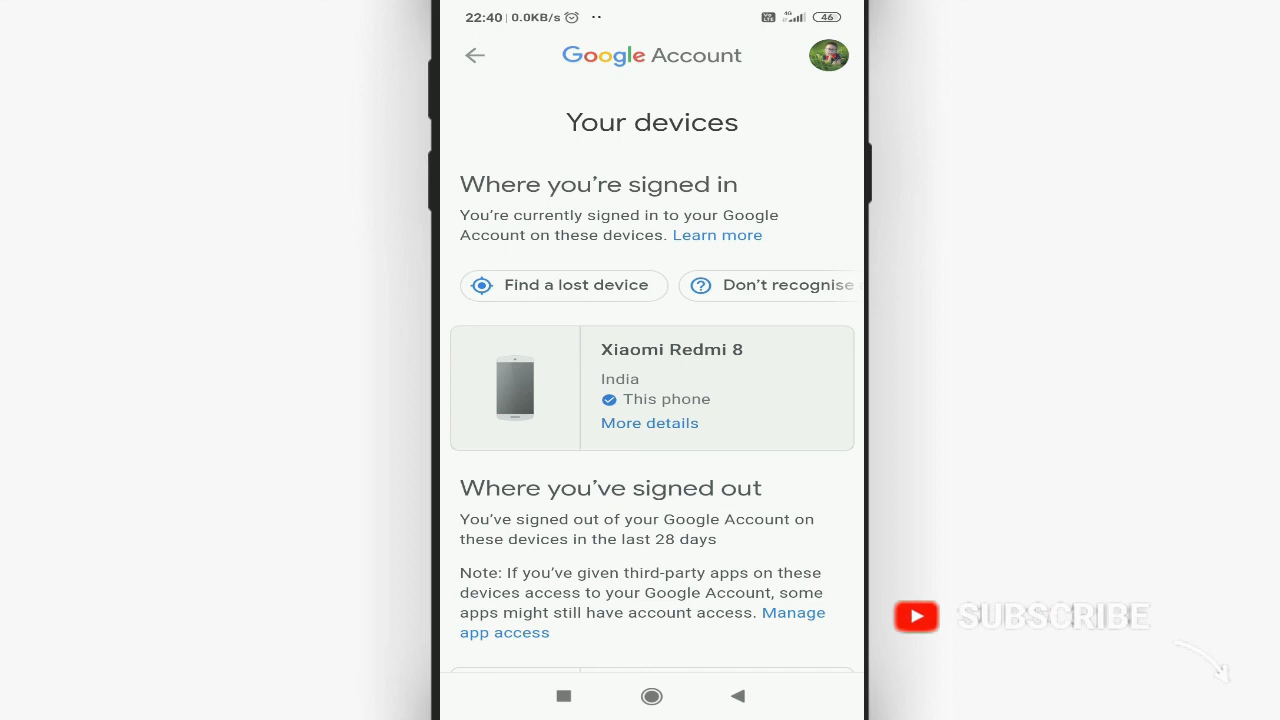 22:40 | 0.0KB/s
4G 46
Google Account
Your devices
Where you're signed in
You're currently signed in to your Google
Account on these devices. Learn more
Find a lost device
Don't recognise
Xiaomi Redmi 8
India
This phone
More details
Where you've signed out
You've signed out of your Google Account on
these devices in the last 28 days
Note: If you've given third-party apps on these
devices access to your Google Account, some
apps might still have account access. Manage
app access
SUBSCRIBE